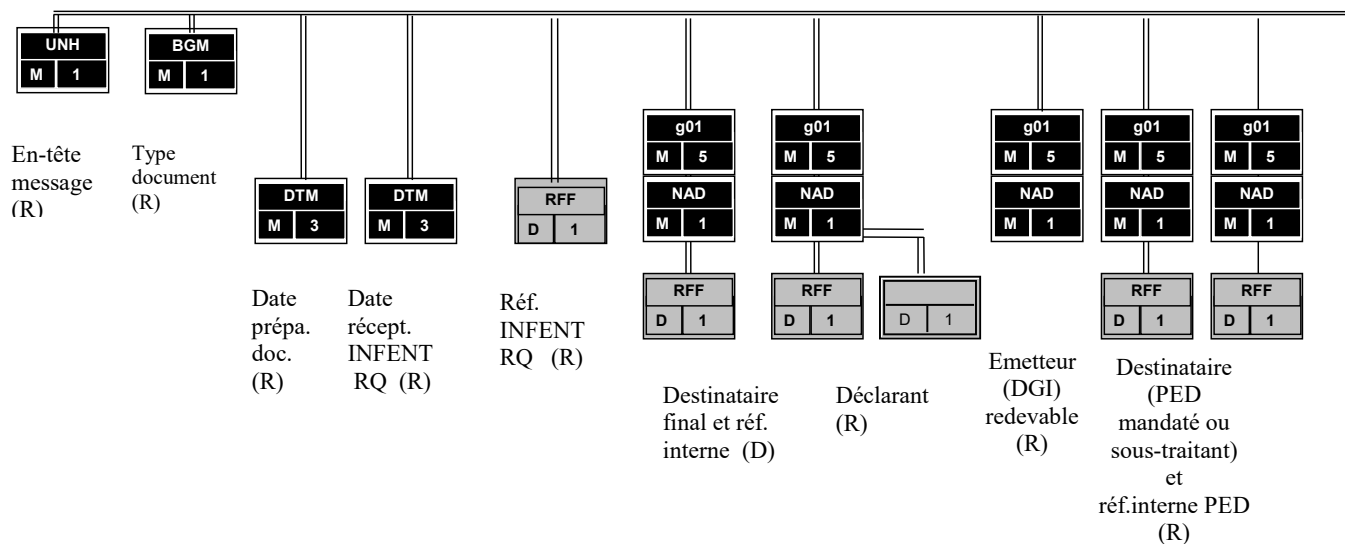 UNH
M 1
BGM
M 1
En-tête
message
(R)
Type
document
(R)
DTM
M 3
DTM
M 3
Date
prépa.
doc.
(R)
Date
récept.
INFENT
RQ (R)
RFF
D 1
Réf.
INFENT
RQ (R)
g01
M 5
NAD
M 1
RFF
D 1
Destinataire
final et réf.
interne (D)
g01
M 5
NAD
M 1
RFF
D 1
D 1
Déclarant
(R)
g01
M 5
NAD
M 1
Emetteur
(DGI)
redevable
(R)
g01
M 5
NAD
M 1
RFF
D 1
Destinataire
(PED
mandaté ou
sous-traitant)
et
réf.interne PED
(R)
g01
M 5
NAD
M 1
RFF
D 1